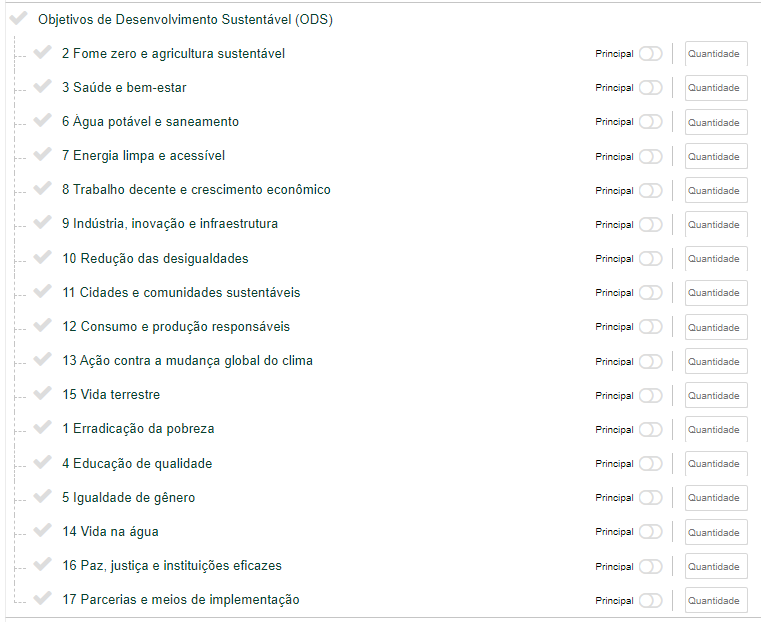 Objetivos de Desenvolvimento Sustentável (ODS)
2 Fome zero e agricultura sustentável Principal Quantidade
3 Saúde e bem-estar Principal Quantidade
6 Água potável e saneamento Principal Quantidade
7 Energia limpa e acessível Principal Quantidade
8 Trabalho decente e crescimento econômico Principal Quantidade
9 Indústria, inovação e infraestrutura Principal Quantidade
10 Redução das desigualdades Principal Quantidade
11 Cidades e comunidades sustentáveis Principal Quantidade
12 Consumo e produção responsáveis Principal Quantidade
13 Ação contra a mudança global do clima Principal Quantidade
15 Vida terrestre Principal Quantidade
1 Erradicação da pobreza Principal Quantidade
4 Educação de qualidade Principal Quantidade
5 Igualdade de gênero Principal Quantidade
14 Vida na água Principal Quantidade
16 Paz, justiça e instituições eficazes Principal Quantidade
17 Parcerias e meios de implementação Principal Quantidade